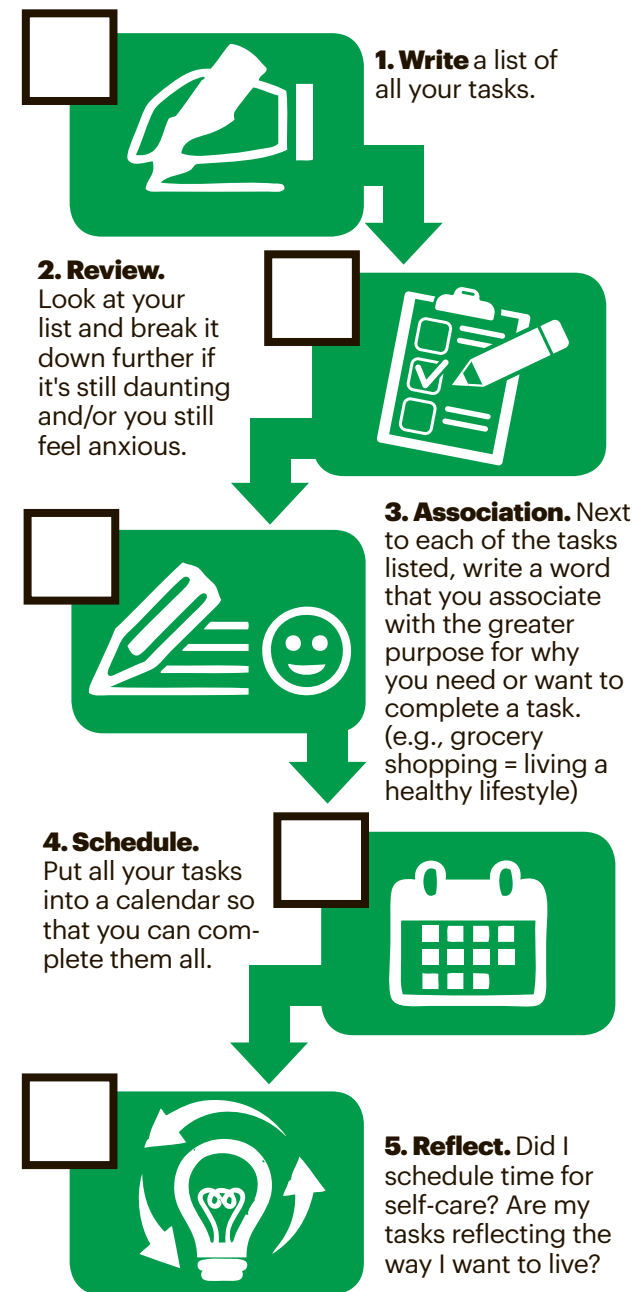 1. Write a list of
all your tasks.
2. Review.
Look at your
list and break it
down further if
it's still daunting
and/or you still
feel anxious.
3. Association. Next
to each of the tasks
listed, write a word
that you associate
with the greater
purpose for why
you need or want to
complete a task.
(e.g., grocery
shopping = living a
healthy lifestyle)
4. Schedule.
Put all your tasks
into a calendar so
that you can com-
plete them all.
5. Reflect. Did I
schedule time for
self-care? Are my
tasks reflecting the
way I want to live?